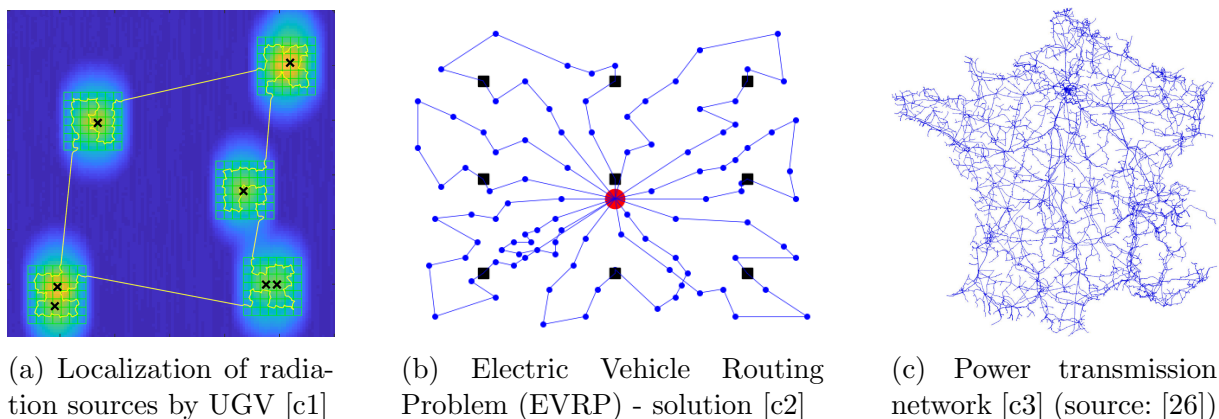 (a) Localization of radia-
tion sources by UGV [c1]
(b) Electric Vehicle Routing
Problem (EVRP) - solution [c2]
(c) Power transmission
network [c3] (source: [26])